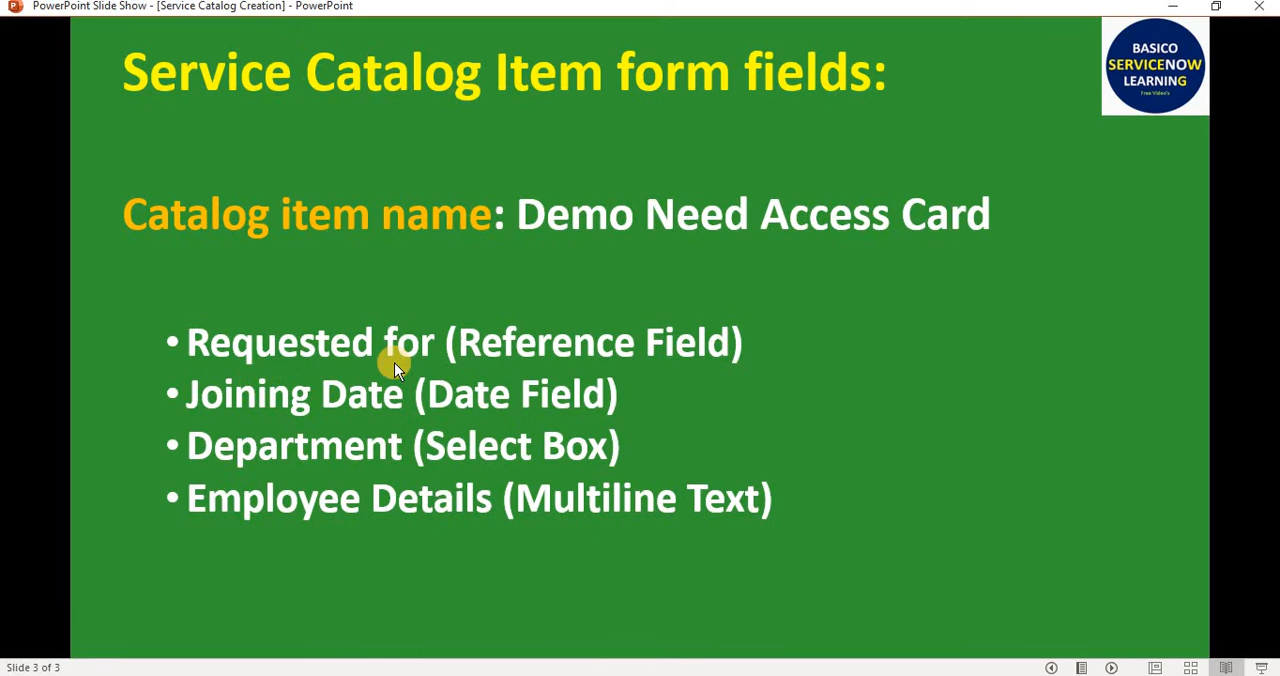 PowerPoint Slide Show - [Service Catalog Creation] - PowerPoint
Service Catalog Item form fields:
BASICO
SERVICENOW
LEARNING
Free Video's
Catalog item name: Demo Need Access Card
• Requested for (Reference Field)
• Joining Date (Date Field)
• Department (Select Box)
• Employee Details (Multiline Text)
Slide 3 of 3